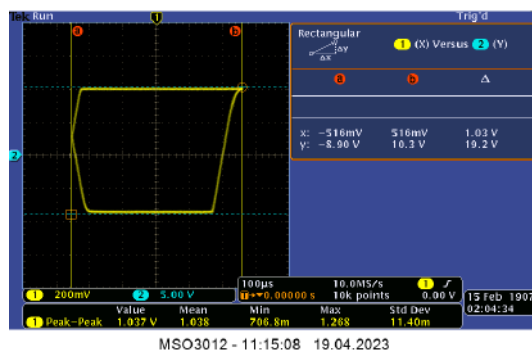 Tek Run Trig'd
1
a b
Rectangular
△y
△x
1 (X) Versus 2 (Y)
a b Δ
x: −516mV 516mV 1.03 V
y: −8.90 V 10.3 V 19.2 V
2
1 200mV 2 5.00 V
100µs 10.0MS/s 1
T→▼0.00000 s 10k points 0.00 V
Value Mean Min Max Std Dev
1 Peak–Peak 1.037 V 1.038 706.8m 1.268 11.40m
15 Feb 1907
02:04:34
MSO3012 - 11:15:08 19.04.2023